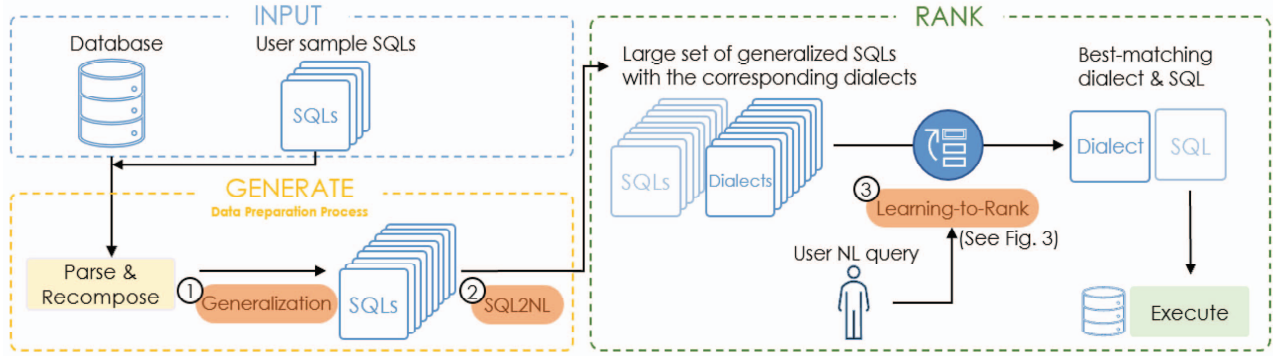 INPUT
Database
User sample SQLs
SQLs
GENERATE
Data Preparation Process
Parse &
Recompose
1
Generalization
SQLs
2
SQL2NL
RANK
Large set of generalized SQLs
with the corresponding dialects
SQLs
Dialects
3
Learning-to-Rank
(See Fig. 3)
User NL query
Best-matching
dialect & SQL
Dialect
SQL
Execute